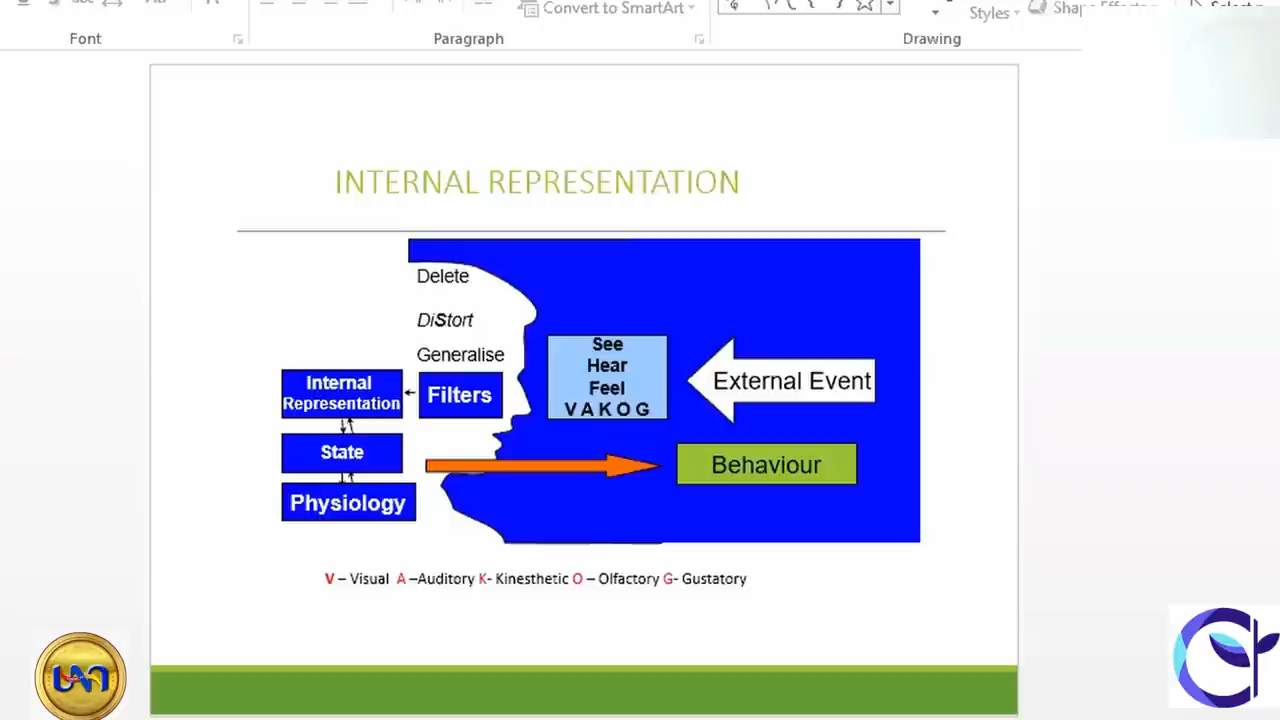 Convert to SmartArt
Styles
Font
Paragraph
Drawing
INTERNAL REPRESENTATION
Delete
DiStort
Generalise
See
Hear
Feel
V A K O G
External Event
Internal
Representation
Filters
State
Behaviour
Physiology
V – Visual A –Auditory K- Kinesthetic O – Olfactory G- Gustatory